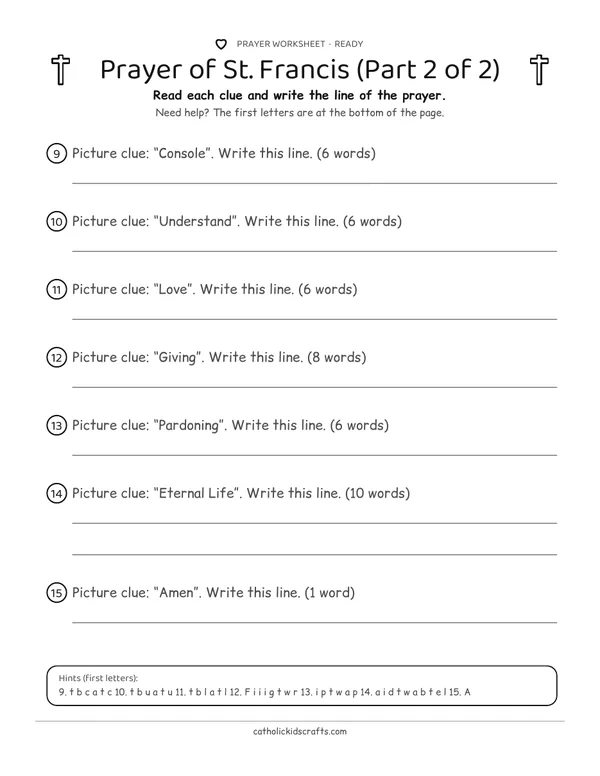 PRAYER WORKSHEET · READY
Prayer of St. Francis (Part 2 of 2)
Read each clue and write the line of the prayer.
Need help? The first letters are at the bottom of the page.
9 Picture clue: "Console". Write this line. (6 words)
10 Picture clue: "Understand". Write this line. (6 words)
11 Picture clue: "Love". Write this line. (6 words)
12 Picture clue: "Giving". Write this line. (8 words)
13 Picture clue: "Pardoning". Write this line. (6 words)
14 Picture clue: "Eternal Life". Write this line. (10 words)
15 Picture clue: "Amen". Write this line. (1 word)
Hints (first letters):
9. t b c a t c 10. t b u a t u 11. t b l a t l 12. F i i i g t w r 13. i p t w a p 14. a i d t w a b t e l 15. A
catholickidscrafts.com